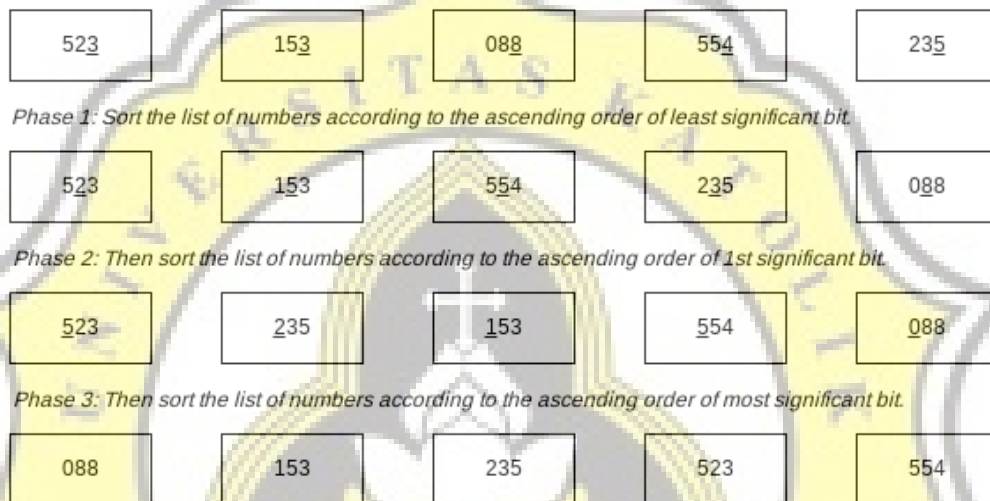 523 153 088 554 235
Phase 1: Sort the list of numbers according to the ascending order of least significant bit.
523 153 554 235 088
Phase 2: Then sort the list of numbers according to the ascending order of 1st significant bit.
523 235 153 554 088
Phase 3: Then sort the list of numbers according to the ascending order of most significant bit.
088 153 235 523 554
UNIVERSITAS KATOLIK